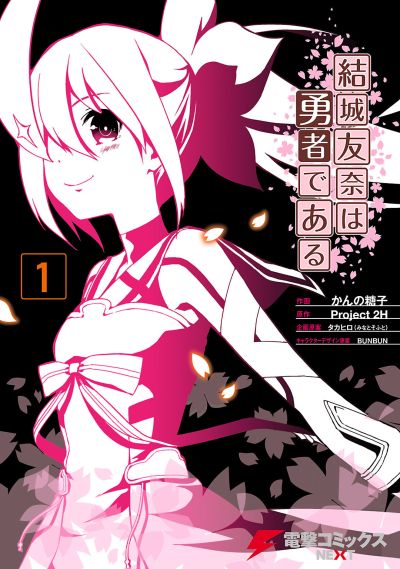 結城友奈は
勇者である
1
作画 かんの糖子
原作 Project 2H
企画原案 タカヒロ(みなとそふと)
キャラクターデザイン原案 BUNBUN
電撃コミックス
NEXT